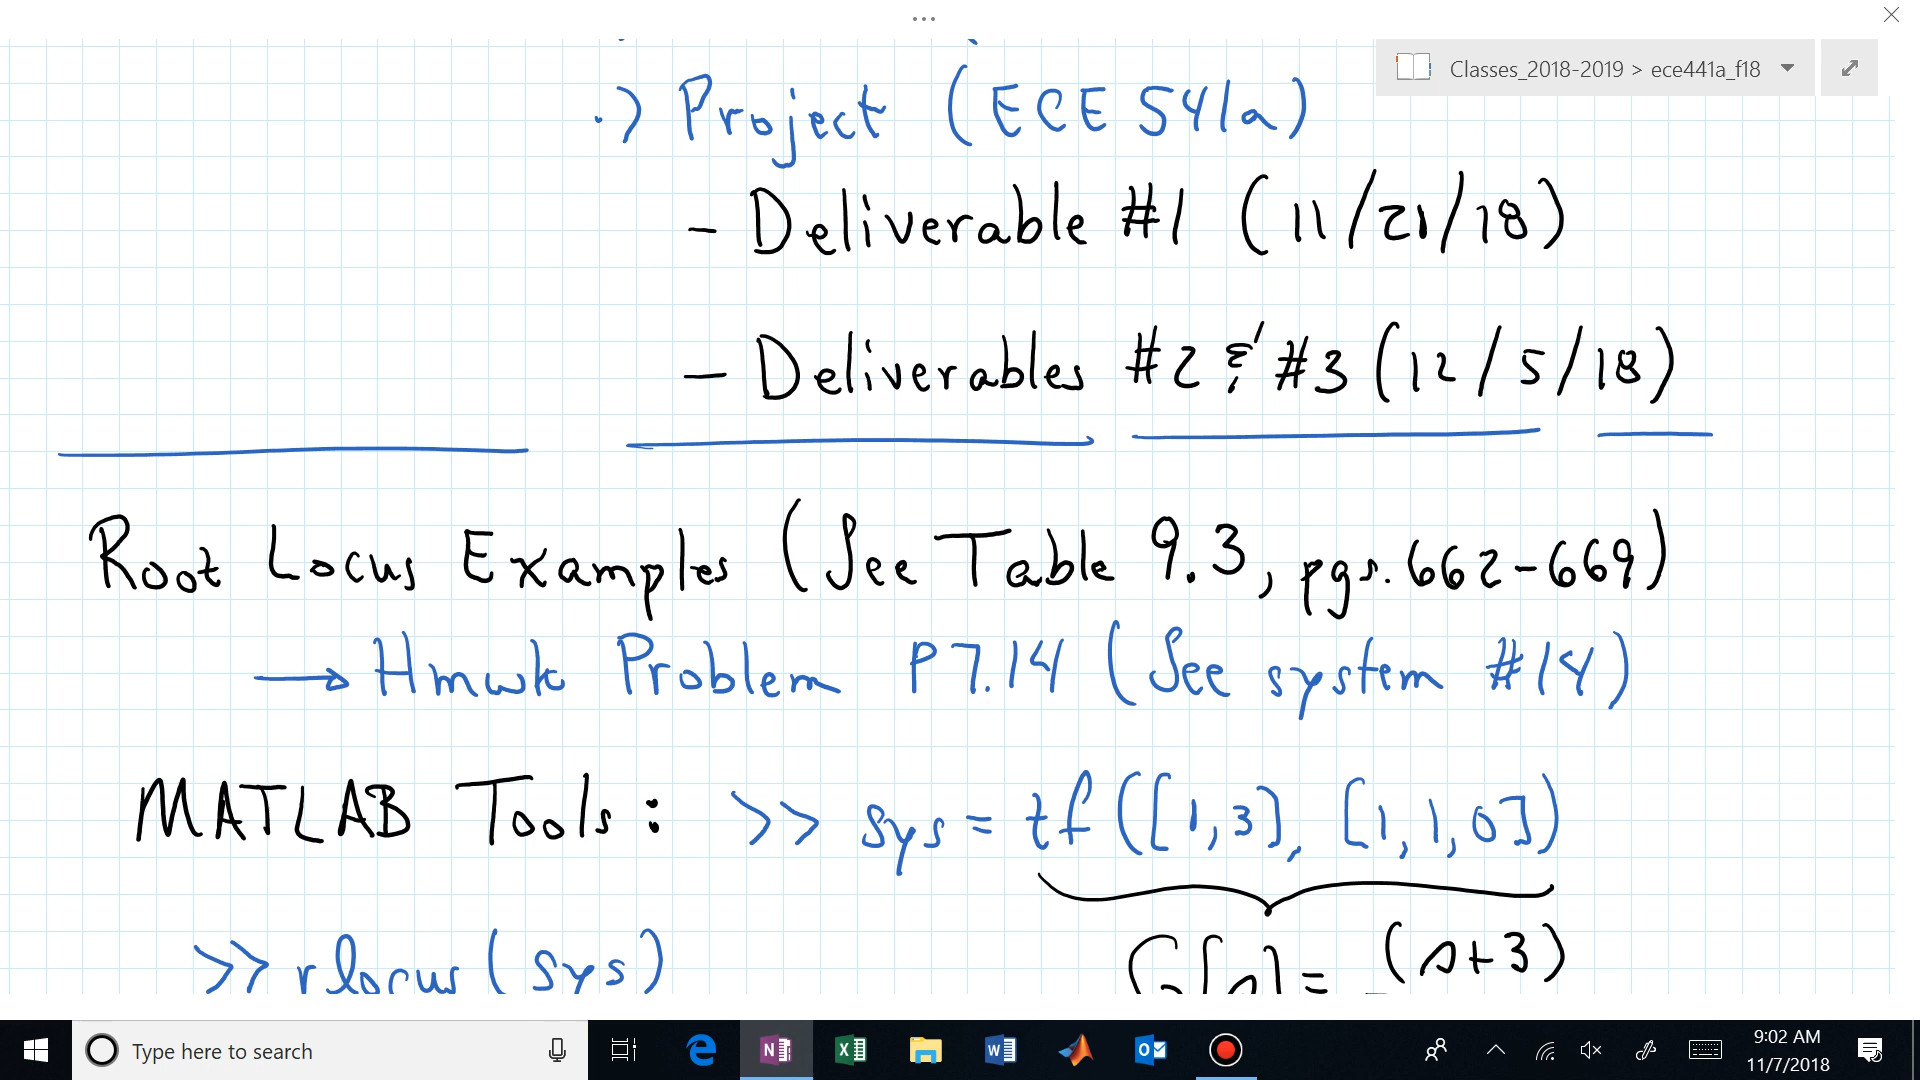 Classes_2018-2019 > ece441a_f18
·) Project (ECE 541a)
- Deliverable #1 (11/21/18)
- Deliverables #2 & #3 (12/5/18)
Root Locus Examples (See Table 9.3, pgs. 662-669)
→ Hmwk Problem P7.14 (See system #14)
MATLAB Tools: >> sys = tf([1,3], [1,1,0])
>> rlocus(sys)
G(s) = (s+3)
Type here to search
9:02 AM
11/7/2018